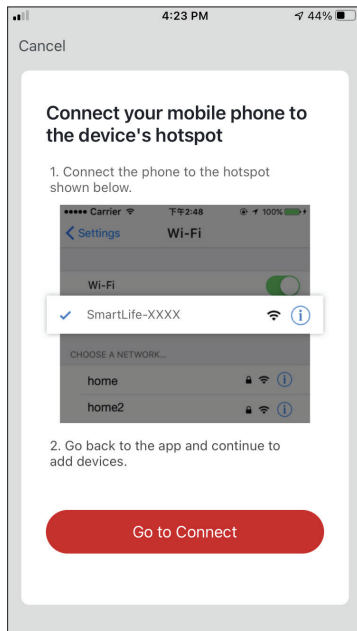 4:23 PM 44%
Cancel
Connect your mobile phone to
the device's hotspot
1. Connect the phone to the hotspot
shown below.
Carrier 下午2:48 100%
Settings Wi-Fi
Wi-Fi
SmartLife-XXXX
CHOOSE A NETWORK...
home
home2
2. Go back to the app and continue to
add devices.
Go to Connect